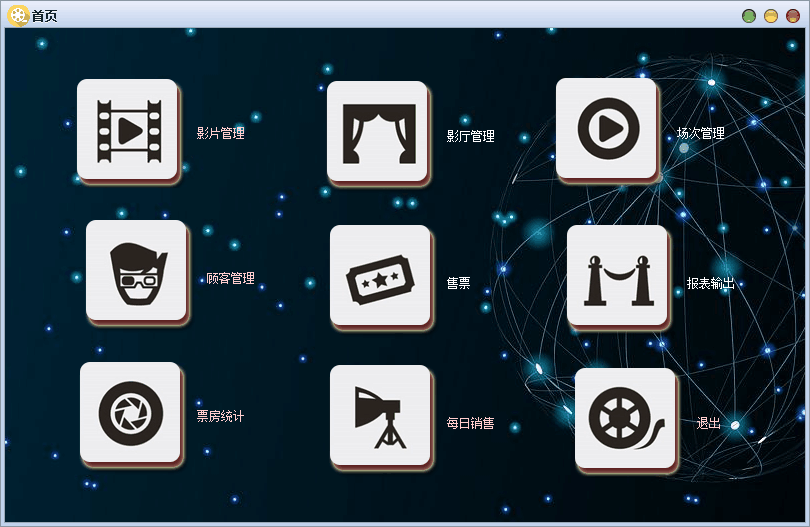 首页
影片管理
影厅管理
场次管理
顾客管理
售票
报表输出
票房统计
每日销售
退出